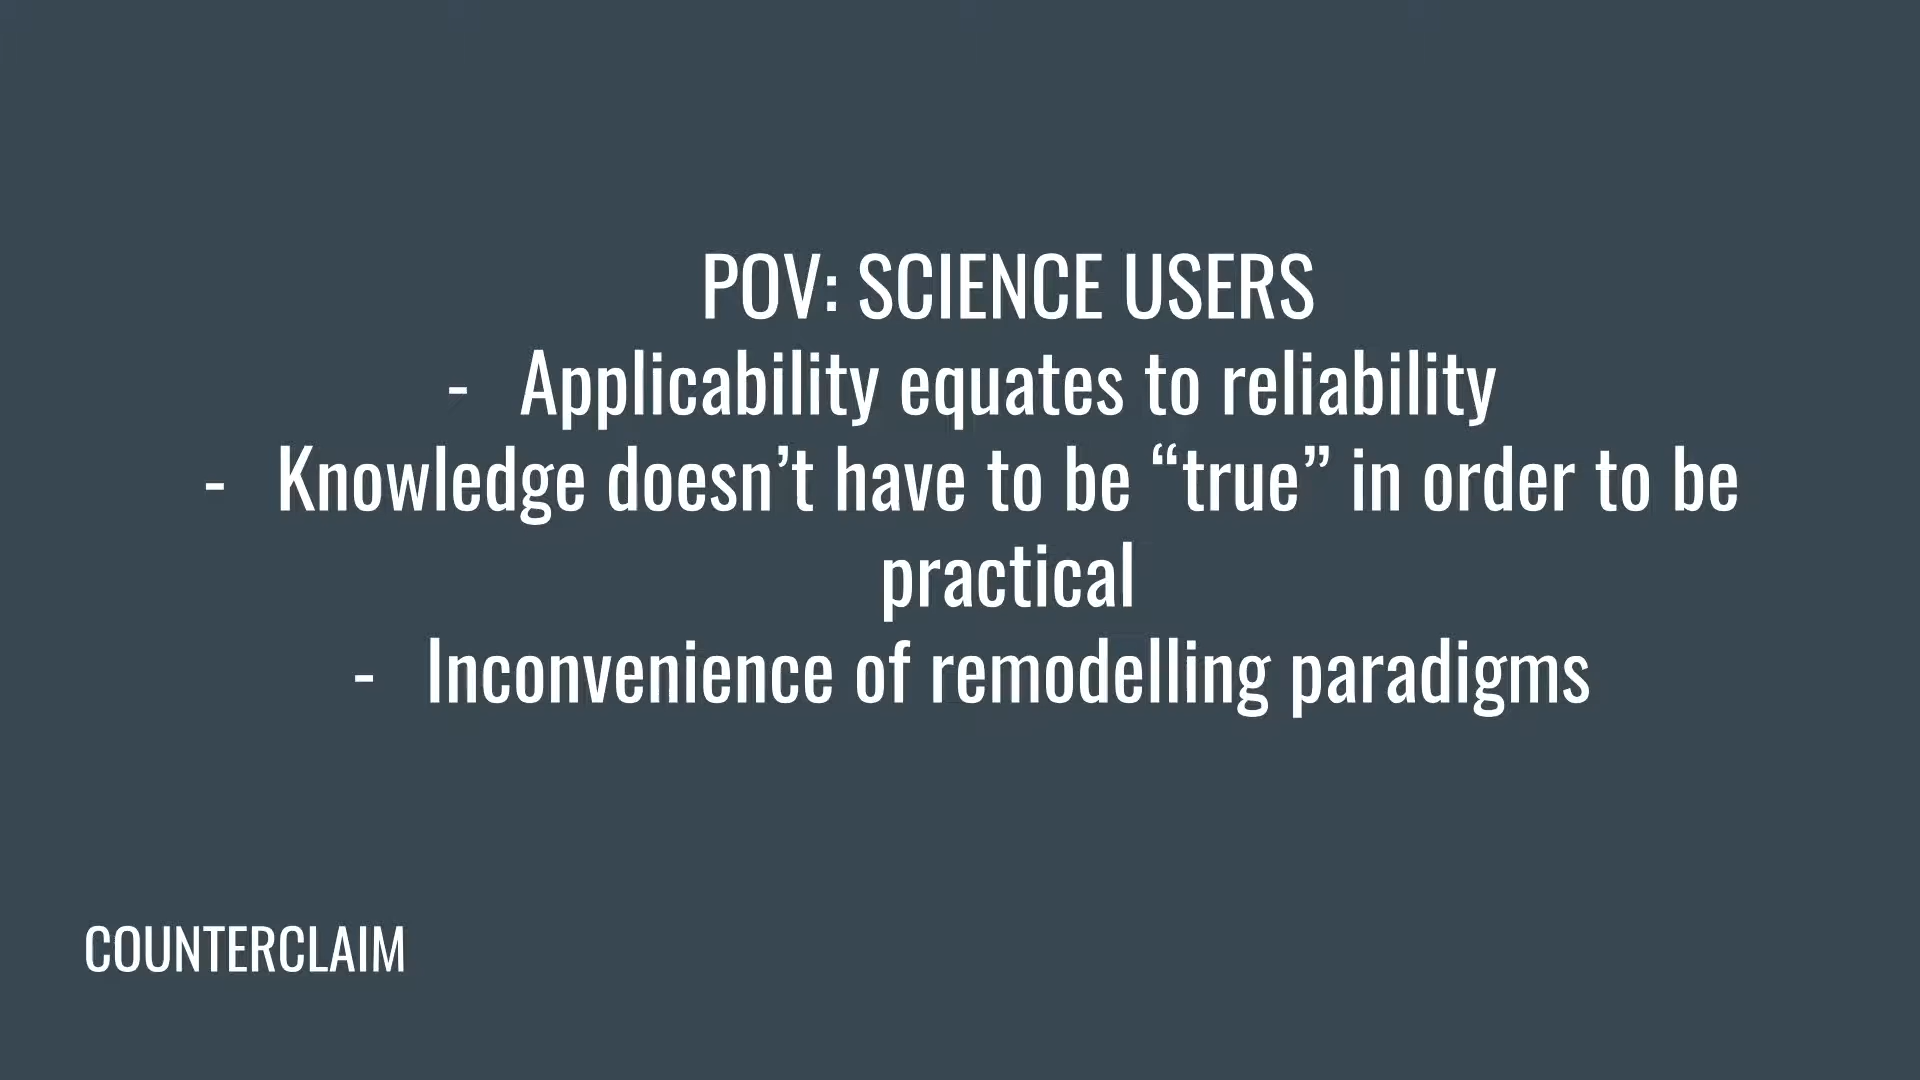 POV: SCIENCE USERS
- Applicability equates to reliability
- Knowledge doesn’t have to be “true” in order to be
practical
- Inconvenience of remodelling paradigms
COUNTERCLAIM